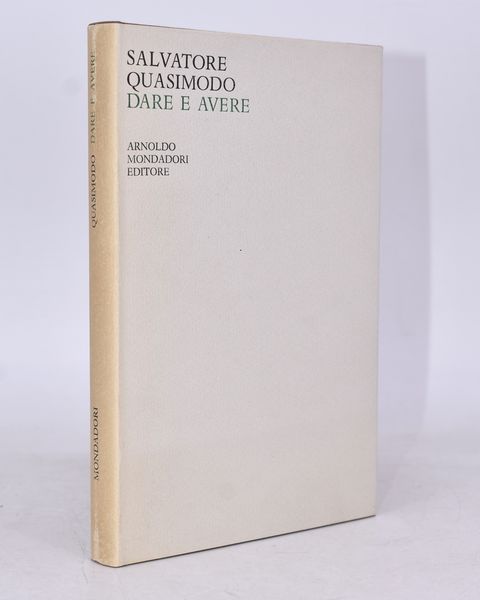 SALVATORE
QUASIMODO
DARE E AVERE
ARNOLDO
MONDADORI
EDITORE
QUASIMODO DARE E AVERE
MONDADORI